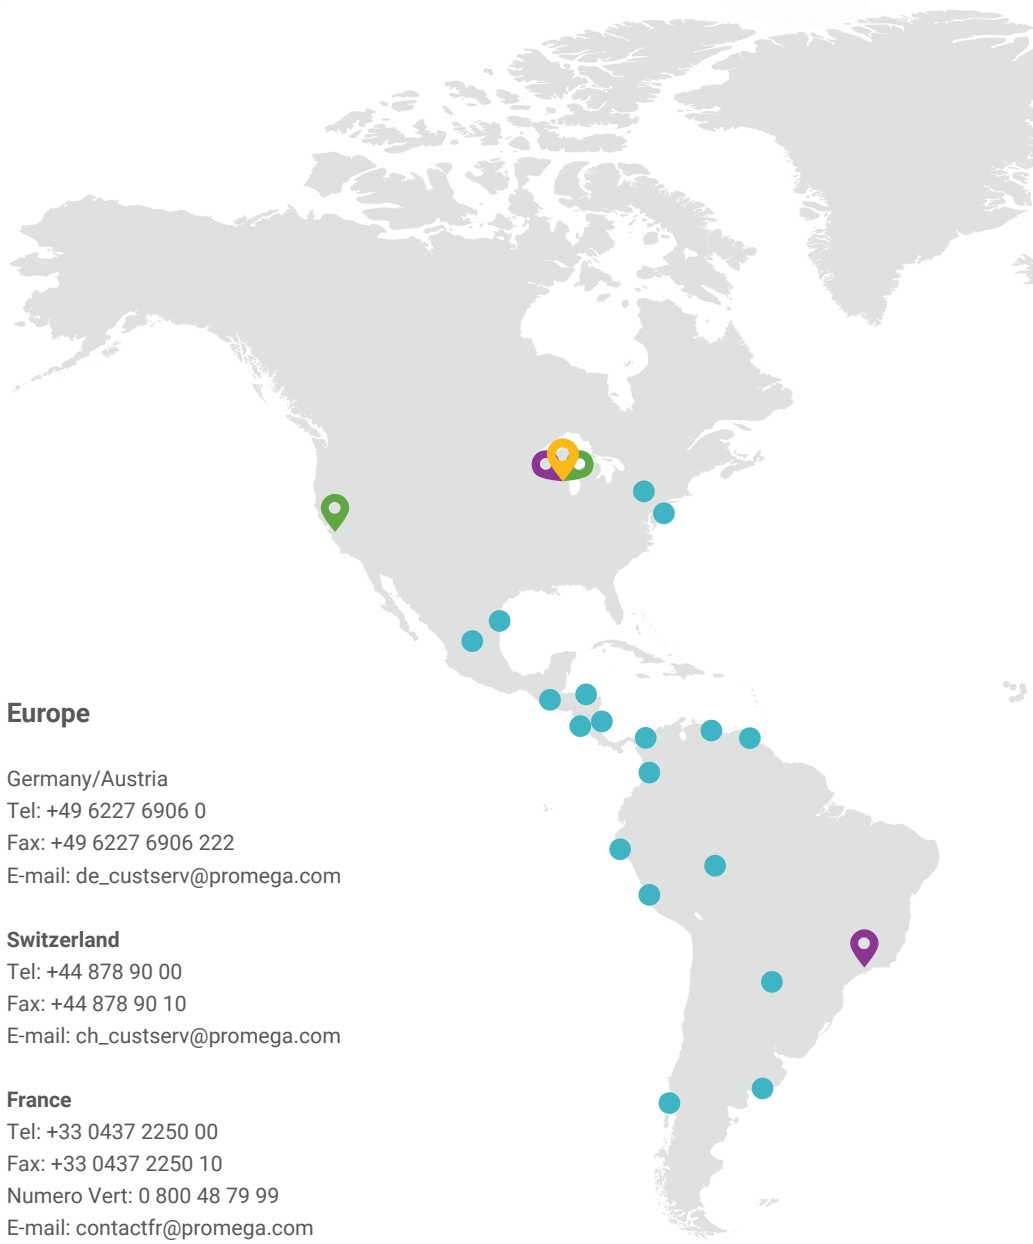 Europe
Germany/Austria
Tel: +49 6227 6906 0
Fax: +49 6227 6906 222
E-mail: de_custserv@promega.com
Switzerland
Tel: +44 878 90 00
Fax: +44 878 90 10
E-mail: ch_custserv@promega.com
France
Tel: +33 0437 2250 00
Fax: +33 0437 2250 10
Numero Vert: 0 800 48 79 99
E-mail: contactfr@promega.com